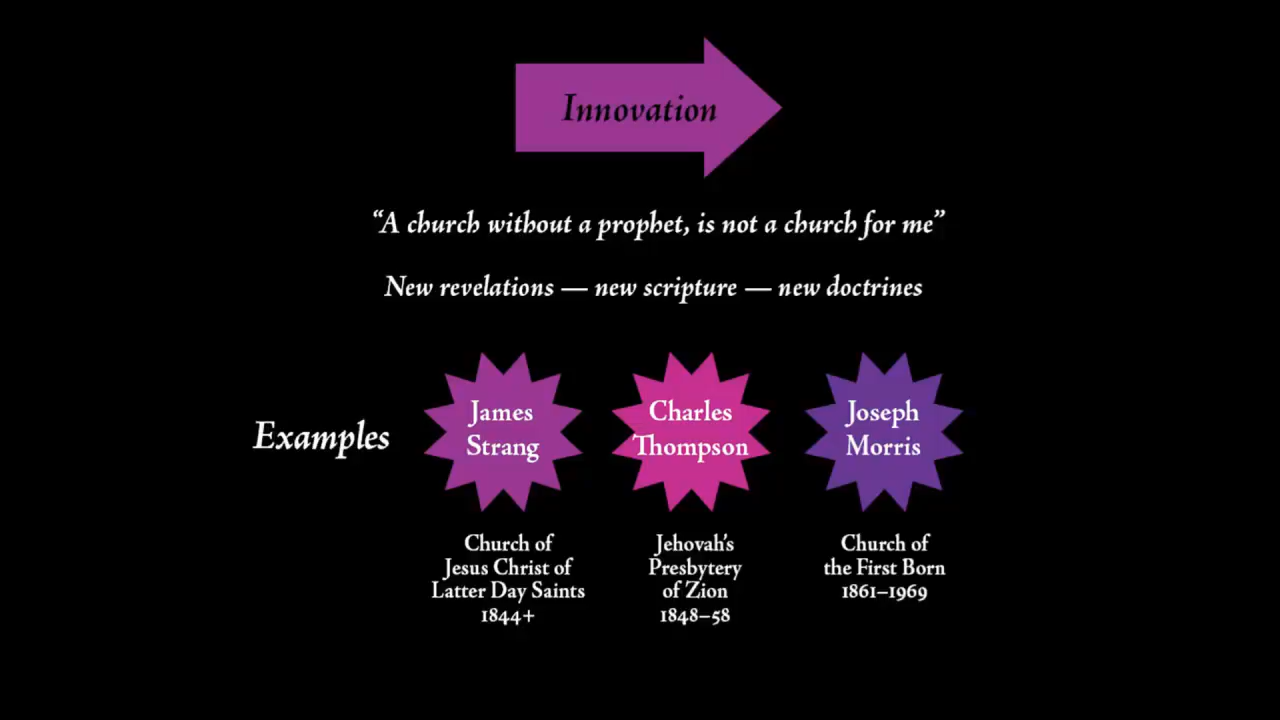 Innovation
“A church without a prophet, is not a church for me”
New revelations — new scripture — new doctrines
Examples
James
Strang
Charles
Thompson
Joseph
Morris
Church of
Jesus Christ of
Latter Day Saints
1844+
Jehovah's
Presbytery
of Zion
1848–58
Church of
the First Born
1861–1969